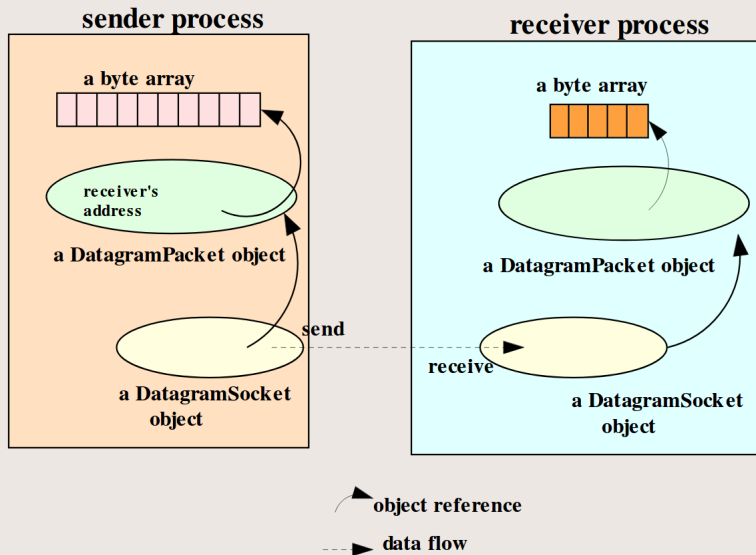 sender process
a byte array
receiver's
address
a DatagramPacket object
send
a DatagramSocket
object
receiver process
a byte array
a DatagramPacket object
receive
a DatagramSocket
object
object reference
data flow